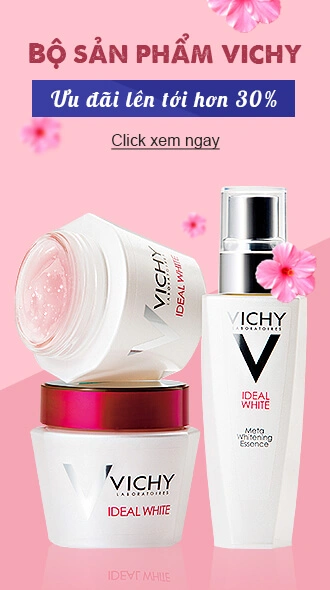 BỘ SẢN PHẨM VICHY
Ưu đãi lên tới hơn 30%
Click xem ngay
VICHY
LABORATOIRES
IDEAL WHITE
VICHY
LABORATOIRES
IDEAL
WHITE
Meta
Whitening
Essence
VICHY
LABORATOIRES
IDEAL WHITE